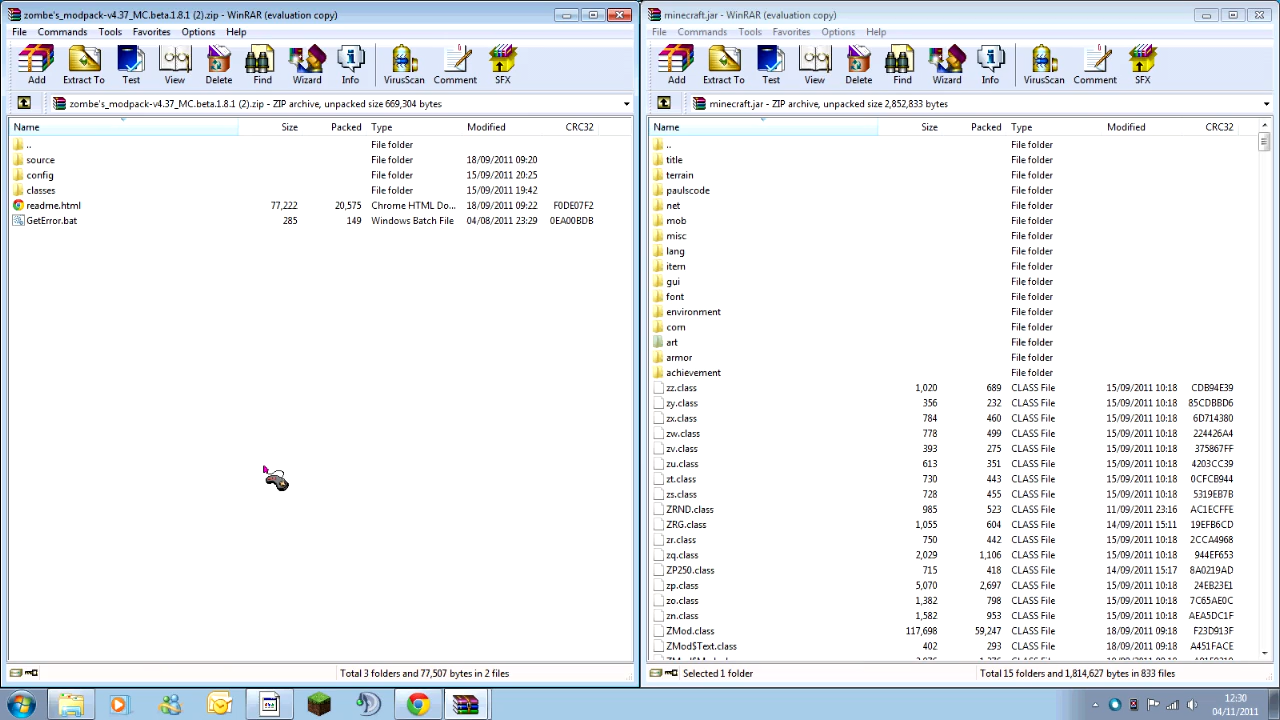 zombe's_modpack-v4.37_MC.beta.1.8.1 (2).zip - WinRAR (evaluation copy)
File Commands Tools Favorites Options Help
Add Extract To Test View Delete Find Wizard Info VirusScan Comment SFX
zombe's_modpack-v4.37_MC.beta.1.8.1 (2).zip - ZIP archive, unpacked size 669,304 bytes
Name Size Packed Type Modified CRC32
.. File folder
source File folder 18/09/2011 09:20
config File folder 15/09/2011 20:25
classes File folder 15/09/2011 19:42
readme.html 77,222 20,575 Chrome HTML Do... 18/09/2011 09:22 F0DE07F2
GetError.bat 285 149 Windows Batch File 04/08/2011 23:29 0EA00BDB
Total 3 folders and 77,507 bytes in 2 files
minecraft.jar - WinRAR (evaluation copy)
File Commands Tools Favorites Options Help
Add Extract To Test View Delete Find Wizard Info VirusScan Comment SFX
minecraft.jar - ZIP archive, unpacked size 2,852,833 bytes
Name Size Packed Type Modified CRC32
.. File folder
title File folder
terrain File folder
paulscode File folder
net File folder
mob File folder
misc File folder
lang File folder
item File folder
gui File folder
font File folder
environment File folder
com File folder
art File folder
armor File folder
achievement File folder
zz.class 1,020 689 CLASS File 15/09/2011 10:18 CDB94E39
zy.class 356 232 CLASS File 15/09/2011 10:18 85CDBBD6
zx.class 784 460 CLASS File 15/09/2011 10:18 6D714380
zw.class 778 499 CLASS File 15/09/2011 10:18 224426A4
zv.class 393 275 CLASS File 15/09/2011 10:18 375867FF
zu.class 613 351 CLASS File 15/09/2011 10:18 4203CC39
zt.class 730 443 CLASS File 15/09/2011 10:18 0CFCB944
zs.class 728 455 CLASS File 15/09/2011 10:18 5319EB7B
ZRND.class 985 523 CLASS File 11/09/2011 23:16 AC1ECFFE
ZRG.class 1,055 604 CLASS File 14/09/2011 15:11 19EFB6CD
zr.class 750 442 CLASS File 15/09/2011 10:18 2CCA4968
zq.class 2,029 1,106 CLASS File 15/09/2011 10:18 944EF653
ZP250.class 715 418 CLASS File 14/09/2011 15:17 8A0219AD
zp.class 5,070 2,697 CLASS File 15/09/2011 10:18 24EB23E1
zo.class 1,382 798 CLASS File 15/09/2011 10:18 7C65AE0C
zn.class 1,582 953 CLASS File 15/09/2011 10:18 AEA5DC1F
ZMod.class 117,698 59,247 CLASS File 18/09/2011 09:18 F23D913F
ZMod$Text.class 402 293 CLASS File 18/09/2011 09:18 A451FACE
Selected 1 folder Total 15 folders and 1,814,627 bytes in 833 files
12:30
04/11/2011